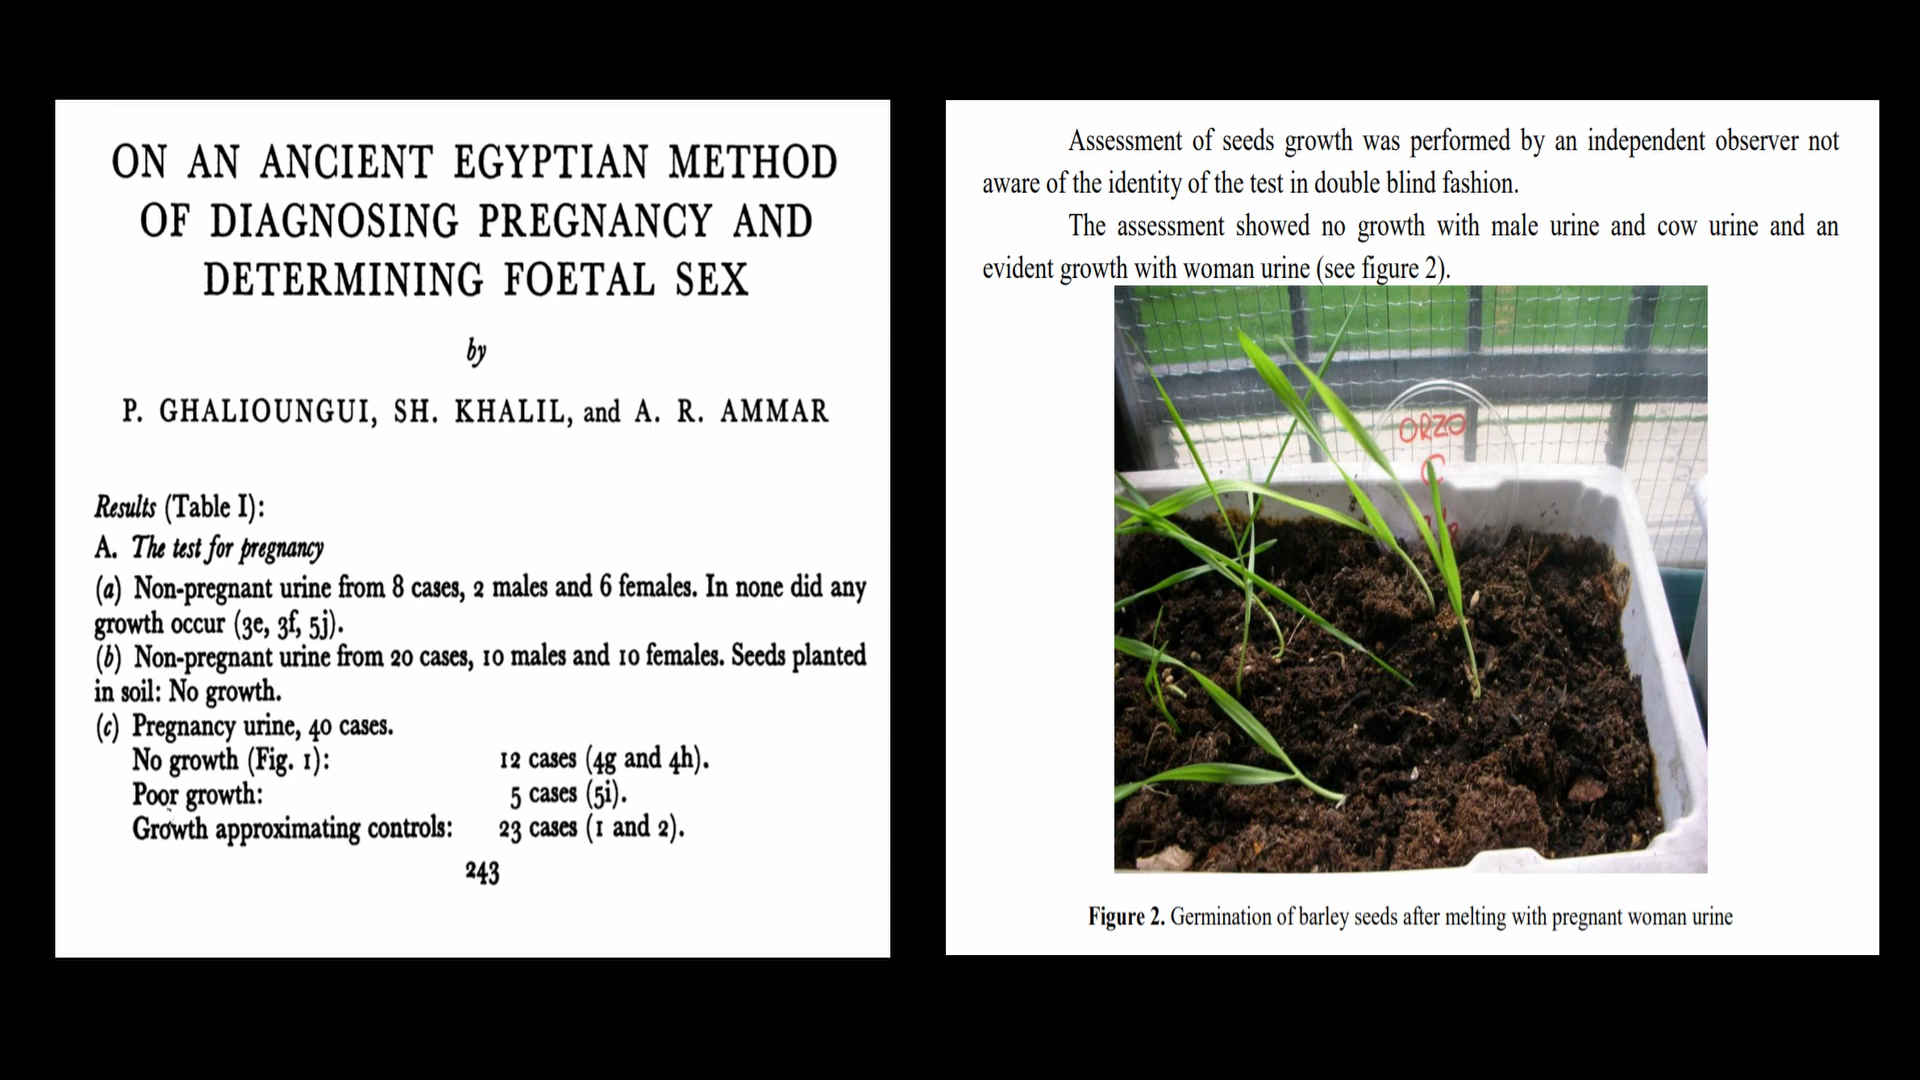 ON AN ANCIENT EGYPTIAN METHOD
OF DIAGNOSING PREGNANCY AND
DETERMINING FOETAL SEX
by
P. GHALIOUNGUI, SH. KHALIL, and A. R. AMMAR
Results (Table I):
A. The test for pregnancy
(a) Non-pregnant urine from 8 cases, 2 males and 6 females. In none did any
growth occur (3e, 3f, 5j).
(b) Non-pregnant urine from 20 cases, 10 males and 10 females. Seeds planted
in soil: No growth.
(c) Pregnancy urine, 40 cases.
No growth (Fig. 1): 12 cases (4g and 4h).
Poor growth: 5 cases (5i).
Growth approximating controls: 23 cases (1 and 2).
243
Assessment of seeds growth was performed by an independent observer not
aware of the identity of the test in double blind fashion.
The assessment showed no growth with male urine and cow urine and an
evident growth with woman urine (see figure 2).
ORZO
C
Figure 2. Germination of barley seeds after melting with pregnant woman urine